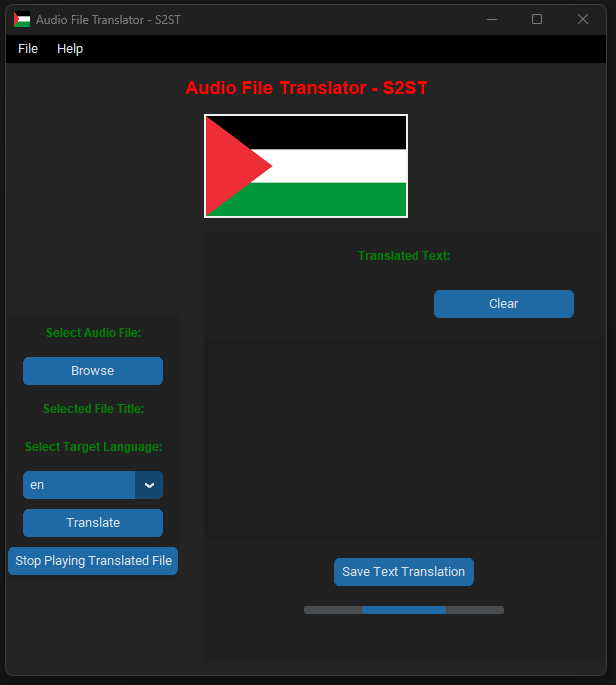 Audio File Translator - S2ST
File Help
Audio File Translator - S2ST
Translated Text:
Clear
Select Audio File:
Browse
Selected File Title:
Select Target Language:
en
Translate
Stop Playing Translated File
Save Text Translation